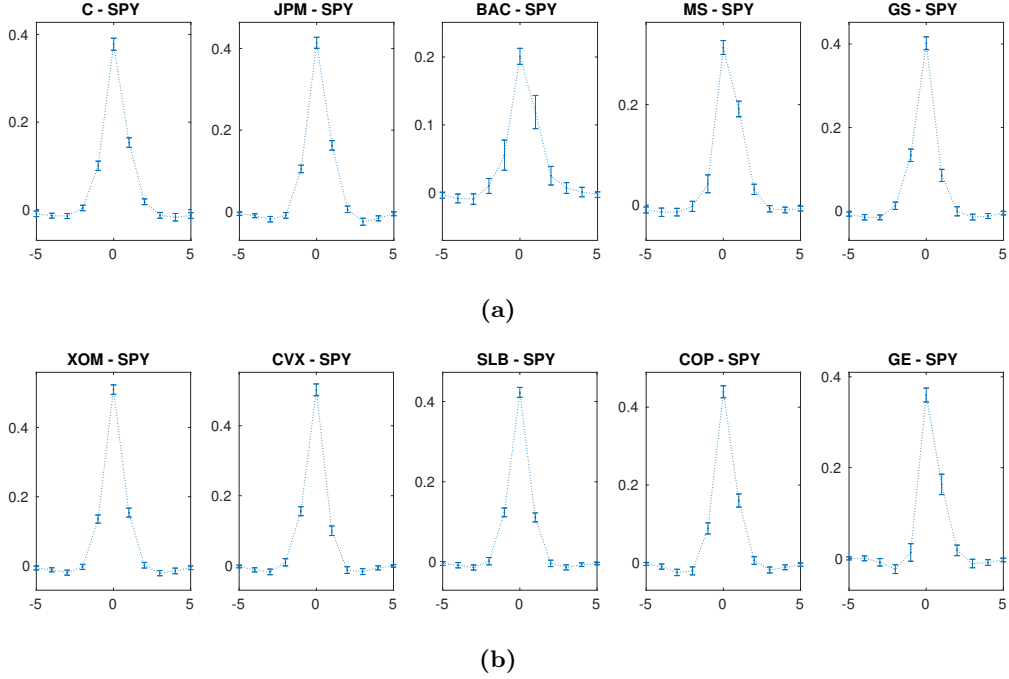 C - SPY JPM - SPY BAC - SPY MS - SPY GS - SPY
0.4 0.4 0.2 0.2 0.4
0.2 0.2 0.1 0 0.2
0 0 0 0
-5 0 5 -5 0 5 -5 0 5 -5 0 5 -5 0 5
(a)
XOM - SPY CVX - SPY SLB - SPY COP - SPY GE - SPY
0.4 0.4 0.4 0.4 0.4
0.2 0.2 0.2 0.2 0.2
0 0 0 0 0
-5 0 5 -5 0 5 -5 0 5 -5 0 5 -5 0 5
(b)